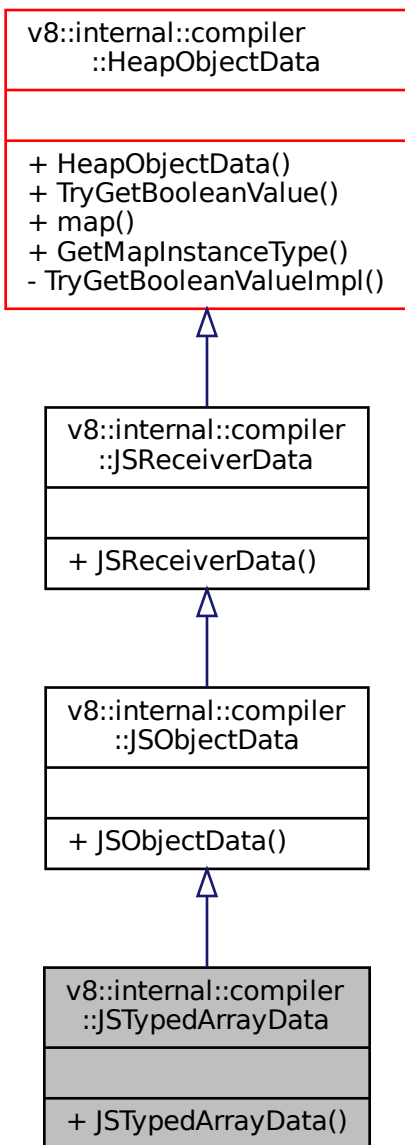 v8::internal::compiler
::HeapObjectData
+ HeapObjectData()
+ TryGetBooleanValue()
+ map()
+ GetMapInstanceType()
- TryGetBooleanValueImpl()
v8::internal::compiler
::JSReceiverData
+ JSReceiverData()
v8::internal::compiler
::JSObjectData
+ JSObjectData()
v8::internal::compiler
::JSTypedArrayData
+ JSTypedArrayData()